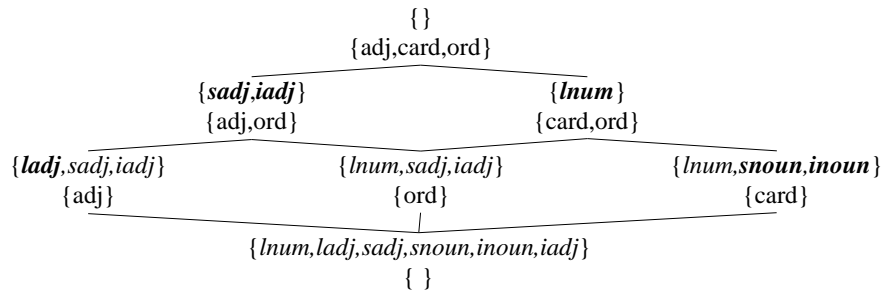 {}
{adj,card,ord}
{sadj,iadj} {lnum}
{adj,ord} {card,ord}
{ladj,sadj,iadj} {lnum,sadj,iadj} {lnum,snoun,inoun}
{adj} {ord} {card}
{lnum,ladj,sadj,snoun,inoun,iadj}
{ }